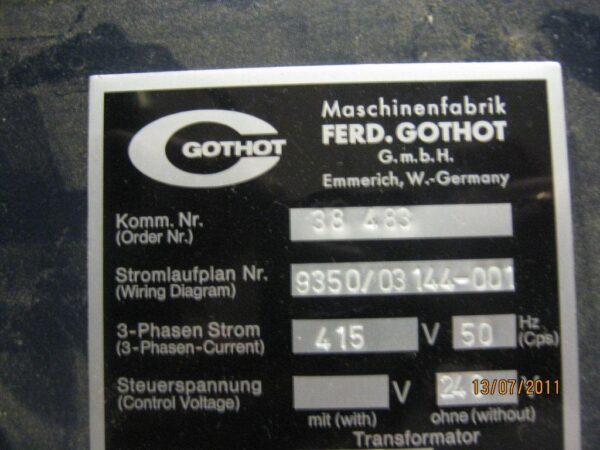 GOTHOT
Maschinenfabrik
FERD. GOTHOT
G.m.b.H.
Emmerich, W.-Germany
Komm. Nr. 38 483
(Order Nr.)
Stromlaufplan Nr. 9350/03 144-001
(Wiring Diagram)
3-Phasen Strom 415 V 50 Hz
(3-Phasen-Current) (Cps)
Steuerspannung V V
(Control Voltage)
13/07/2011
mit (with) ohne (without)
Transformator